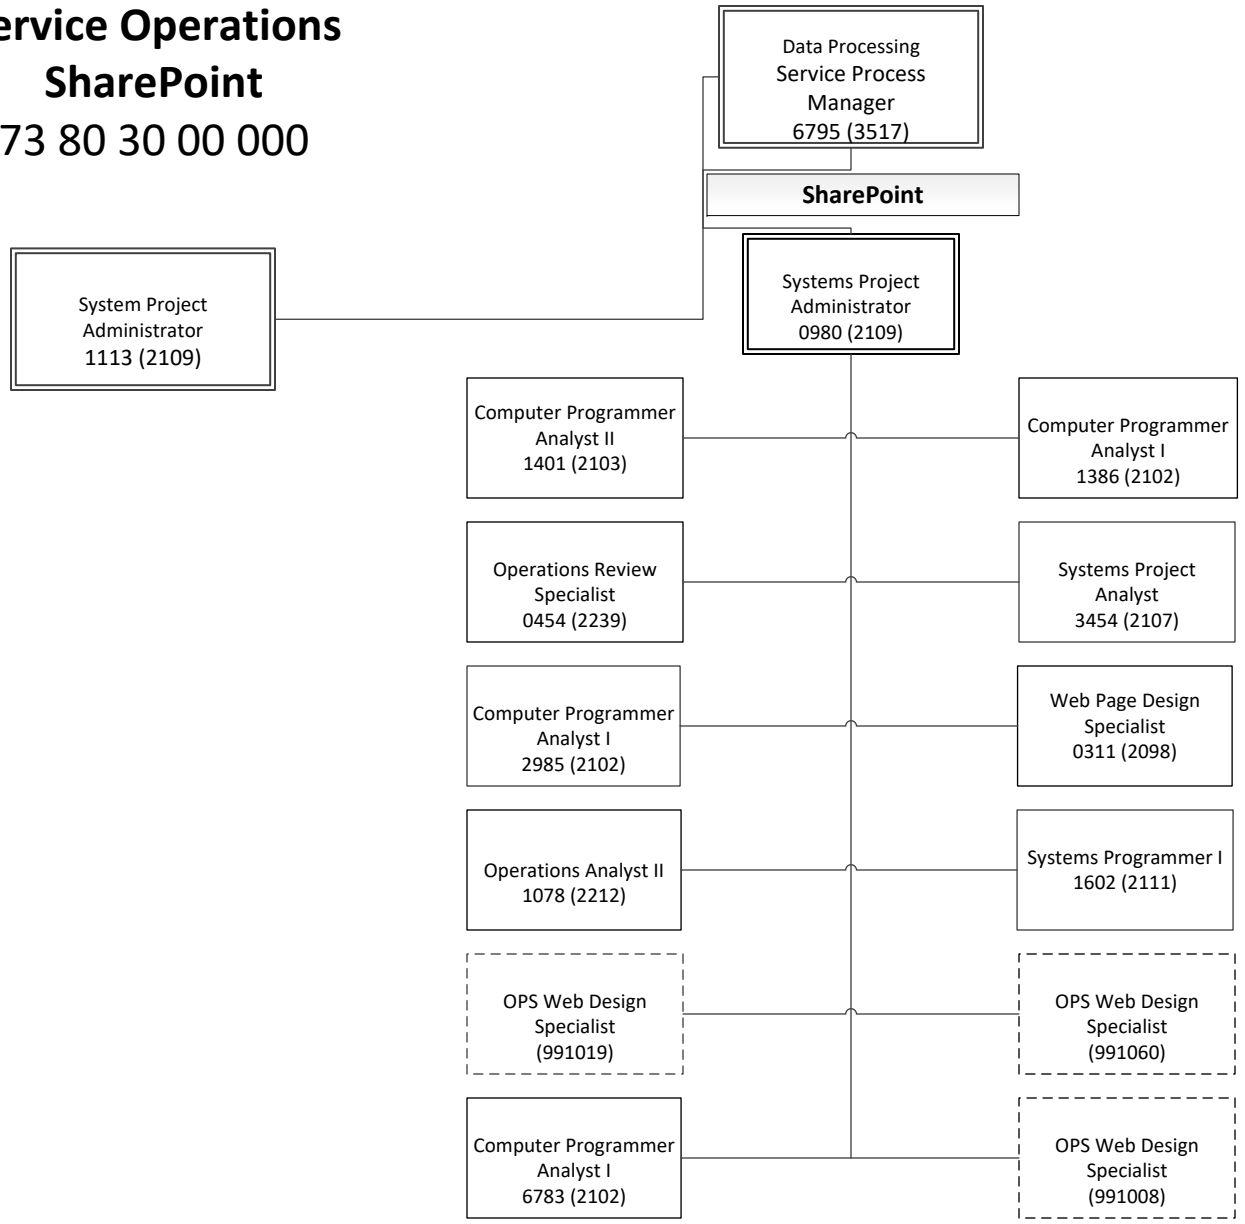 ervice Operations
SharePoint
73 80 30 00 000
Data Processing
Service Process
Manager
6795 (3517)
SharePoint
System Project
Administrator
1113 (2109)
Systems Project
Administrator
0980 (2109)
Computer Programmer
Analyst II
1401 (2103)
Computer Programmer
Analyst I
1386 (2102)
Operations Review
Specialist
0454 (2239)
Systems Project
Analyst
3454 (2107)
Computer Programmer
Analyst I
2985 (2102)
Web Page Design
Specialist
0311 (2098)
Operations Analyst II
1078 (2212)
Systems Programmer I
1602 (2111)
OPS Web Design
Specialist
(991019)
OPS Web Design
Specialist
(991060)
Computer Programmer
Analyst I
6783 (2102)
OPS Web Design
Specialist
(991008)